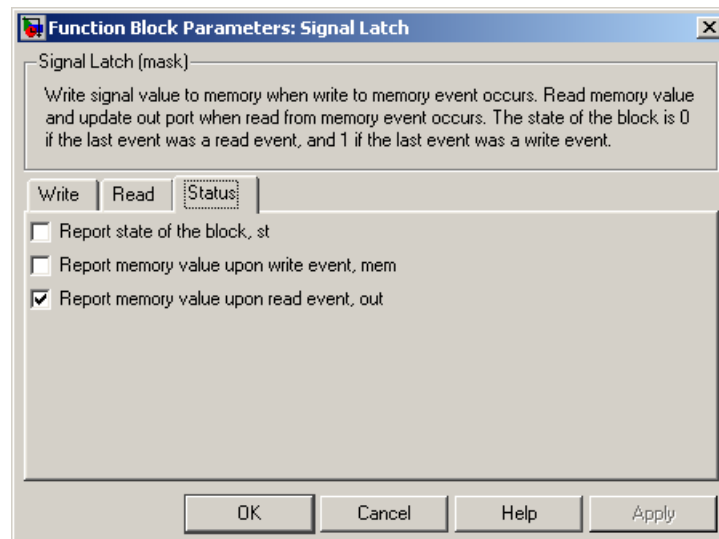 Function Block Parameters: Signal Latch
Signal Latch (mask)
Write signal value to memory when write to memory event occurs. Read memory value
and update out port when read from memory event occurs. The state of the block is 0
if the last event was a read event, and 1 if the last event was a write event.
Write Read Status
Report state of the block, st
Report memory value upon write event, mem
Report memory value upon read event, out
OK Cancel Help Apply